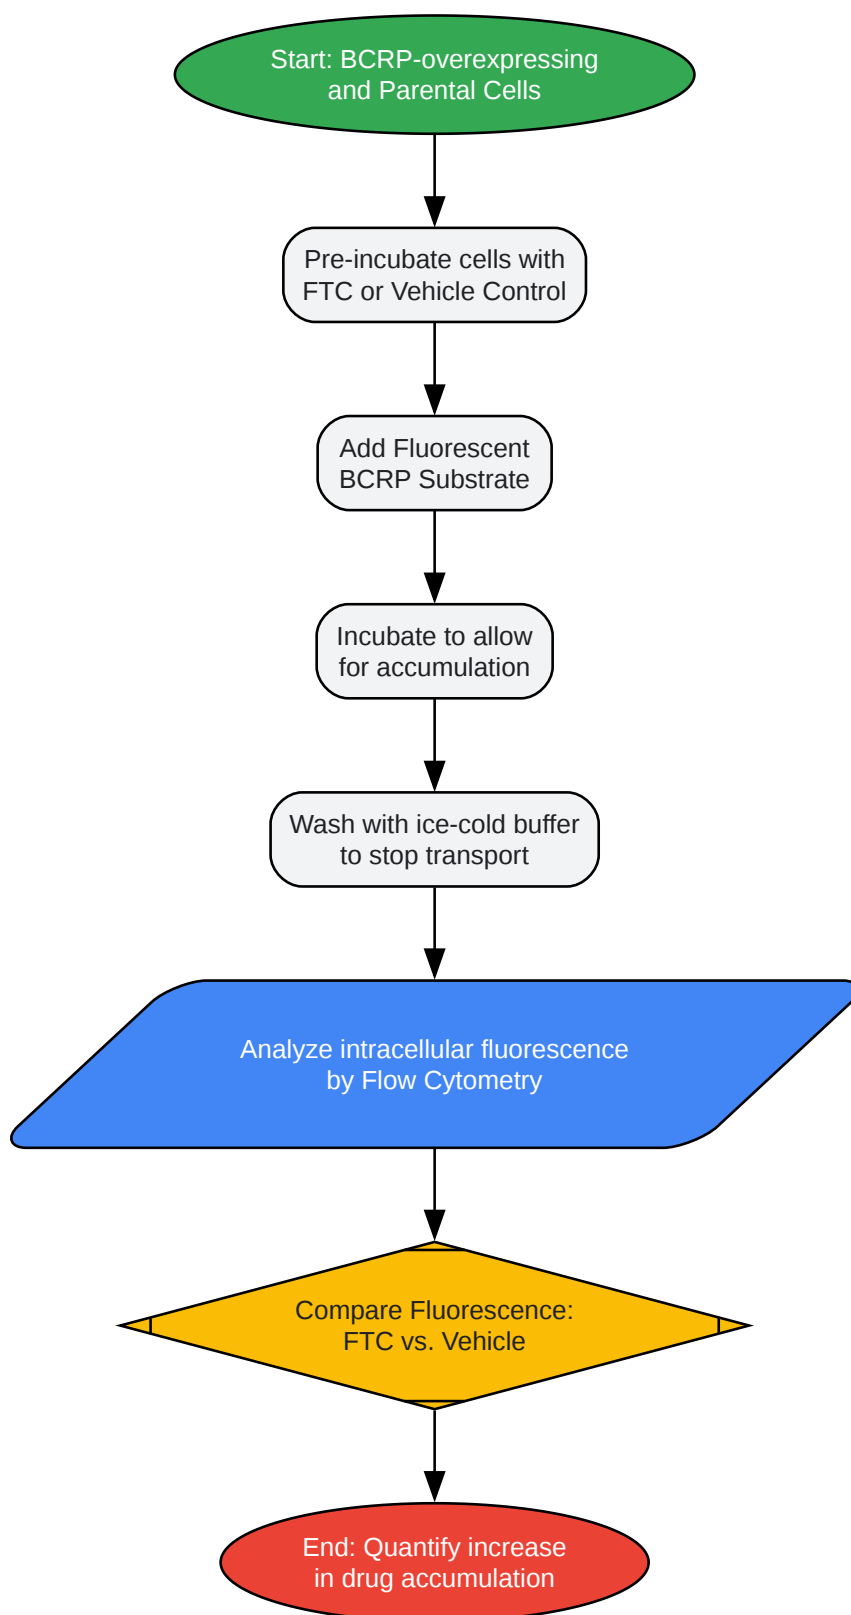 Start: BCRP-overexpressing
and Parental Cells
Pre-incubate cells with
FTC or Vehicle Control
Add Fluorescent
BCRP Substrate
Incubate to allow
for accumulation
Wash with ice-cold buffer
to stop transport
Analyze intracellular fluorescence
by Flow Cytometry
Compare Fluorescence:
FTC vs. Vehicle
End: Quantify increase
in drug accumulation